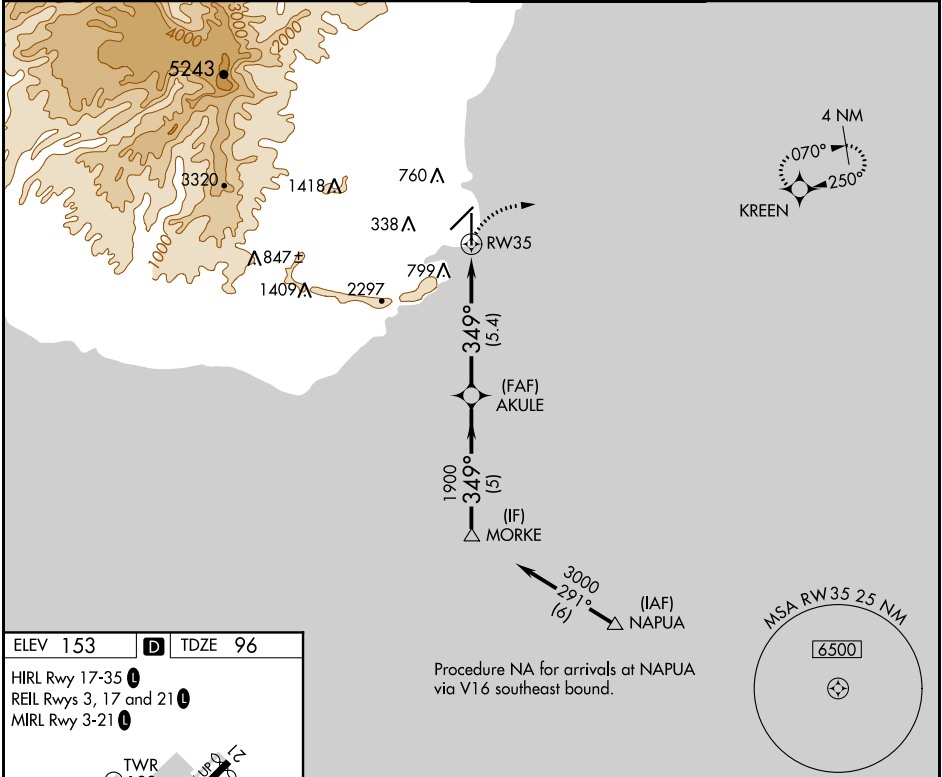 4000
3000
2000
5243
4 NM
070°
250°
KREEN
3320
1418
760
338
RW35
847±
799
1409
2297
1000
349°
(5.4)
(FAF)
AKULE
1900
349°
(5)
(IF)
MORKE
3000
291°
(6)
(IAF)
NAPUA
MSA RW35 25 NM
6500
Procedure NA for arrivals at NAPUA
via V16 southeast bound.
ELEV 153 D TDZE 96
HIRL Rwy 17-35 L
REIL Rwys 3, 17 and 21 L
MIRL Rwy 3-21 L
TWR
UP
21